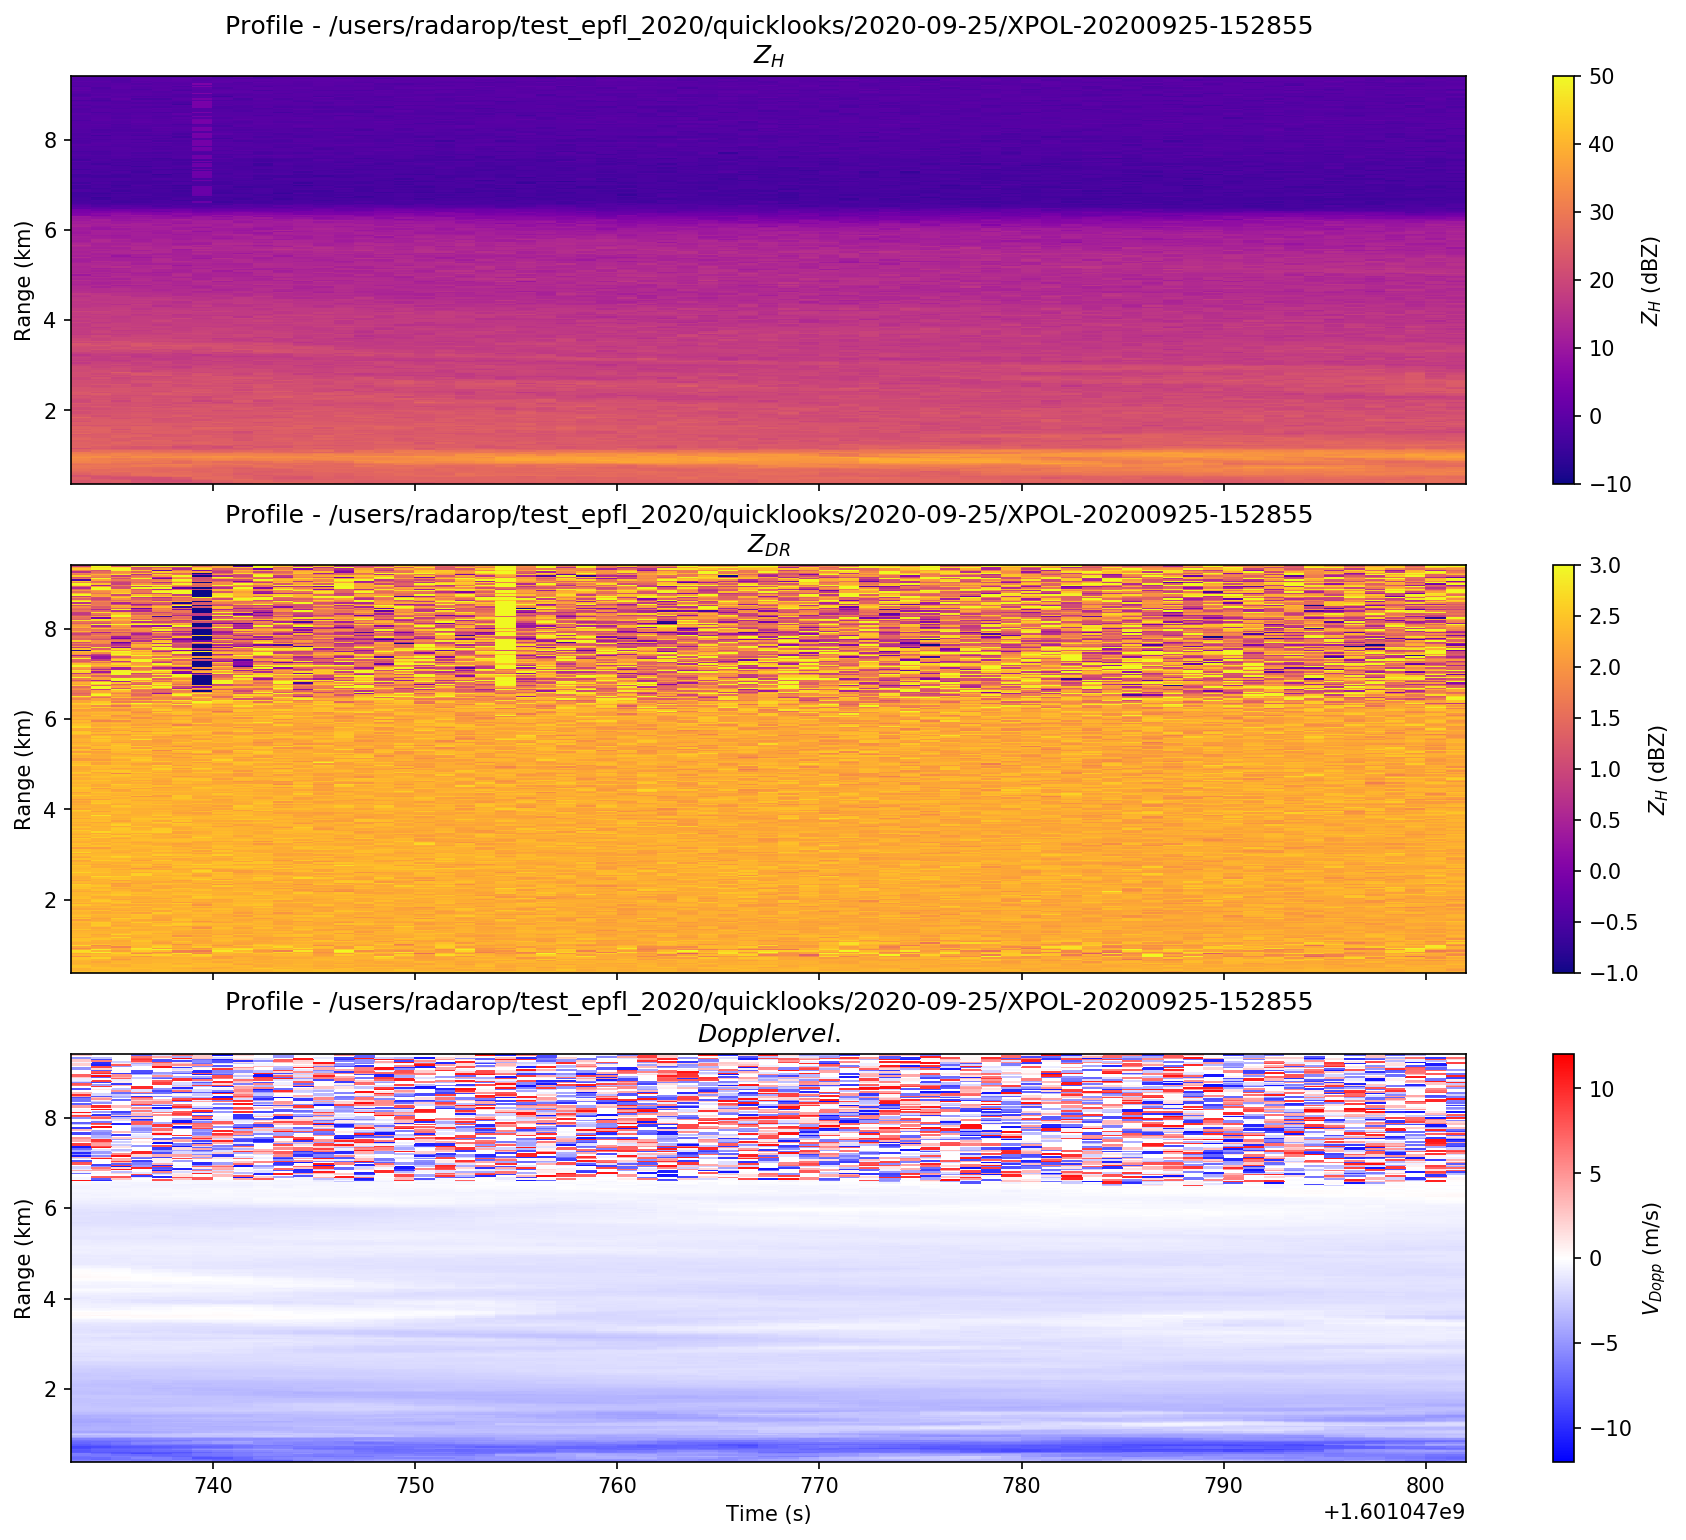 Profile - /users/radarop/test_epfl_2020/quicklooks/2020-09-25/XPOL-20200925-152855
Z_H
Range (km)
8
6
4
2
50
40
30
20
10
0
−10
Z_H (dBZ)
Profile - /users/radarop/test_epfl_2020/quicklooks/2020-09-25/XPOL-20200925-152855
Z_DR
Range (km)
8
6
4
2
3.0
2.5
2.0
1.5
1.0
0.5
0.0
−0.5
−1.0
Z_H (dBZ)
Profile - /users/radarop/test_epfl_2020/quicklooks/2020-09-25/XPOL-20200925-152855
Dopplervel.
Range (km)
8
6
4
2
10
5
0
−5
−10
V_Dopp (m/s)
740 750 760 770 780 790 800
Time (s)
+1.601047e9